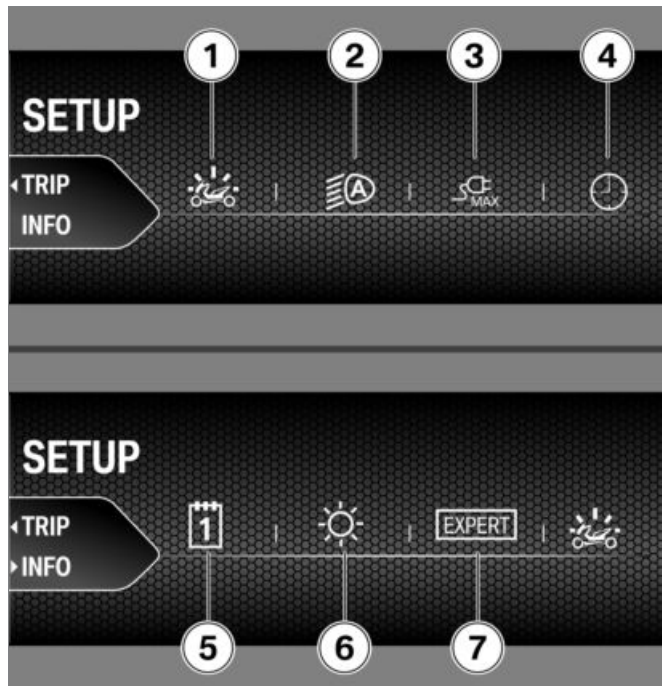 1 2 3 4
SETUP
TRIP
A
MAX
INFO
SETUP
TRIP
1
EXPERT
INFO
5 6 7